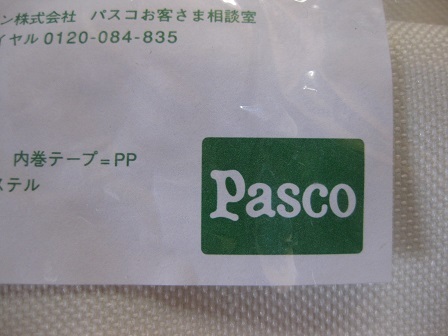 ン株式会社 パスコお客さま相談室
イヤル0120-084-835
内巻テープ=PP
ステル
Pasco